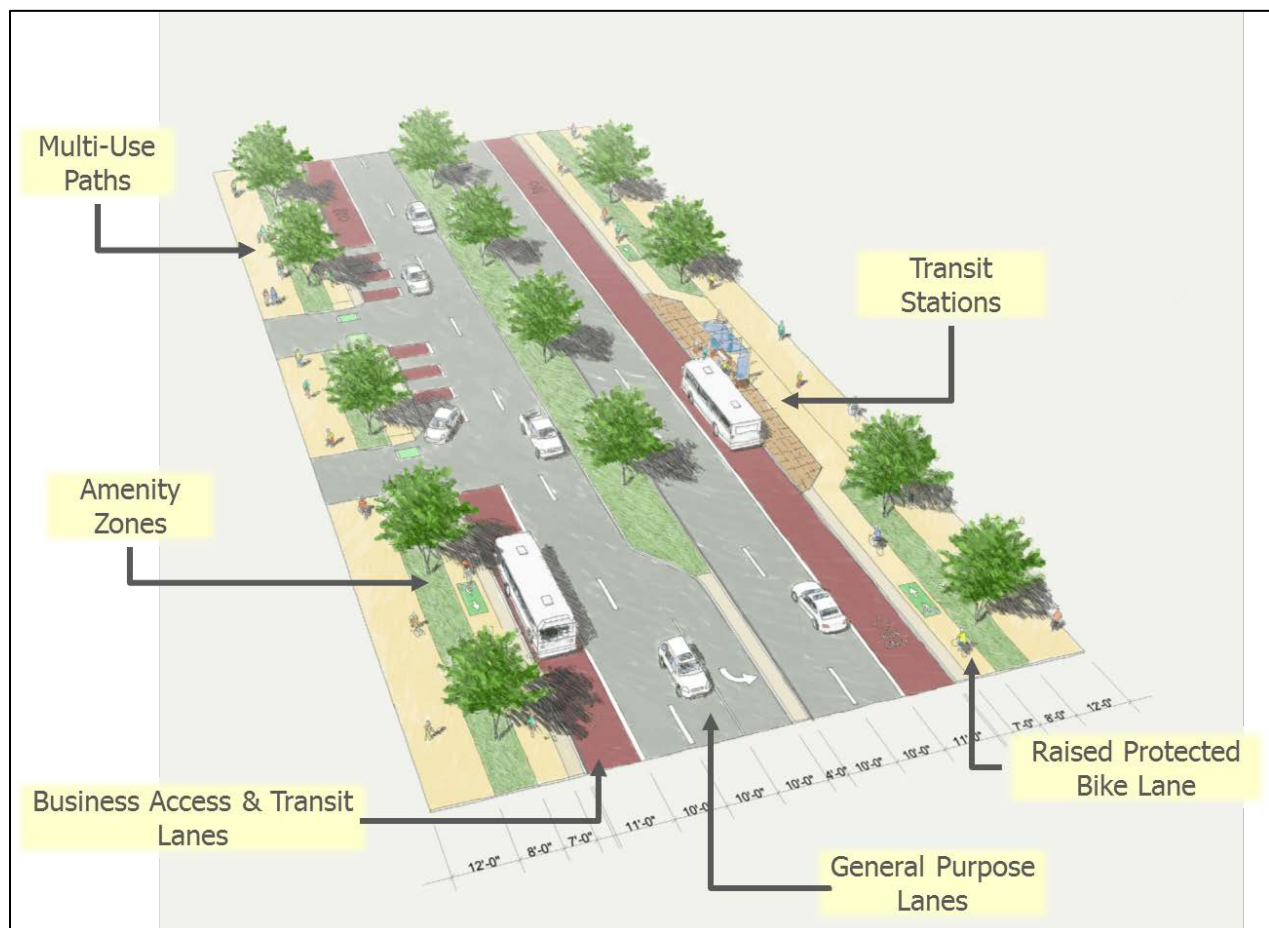 Multi-Use
Paths
Transit
Stations
Amenity
Zones
Business Access & Transit
Lanes
Raised Protected
Bike Lane
General Purpose
Lanes
12'-0"
8'-0"
7'-0"
11'-0"
10'-0"
10'-0"
10'-0"
4'-0"
10'-0"
10'-0"
11'-0"
7'-0"
8'-0"
12'-0"